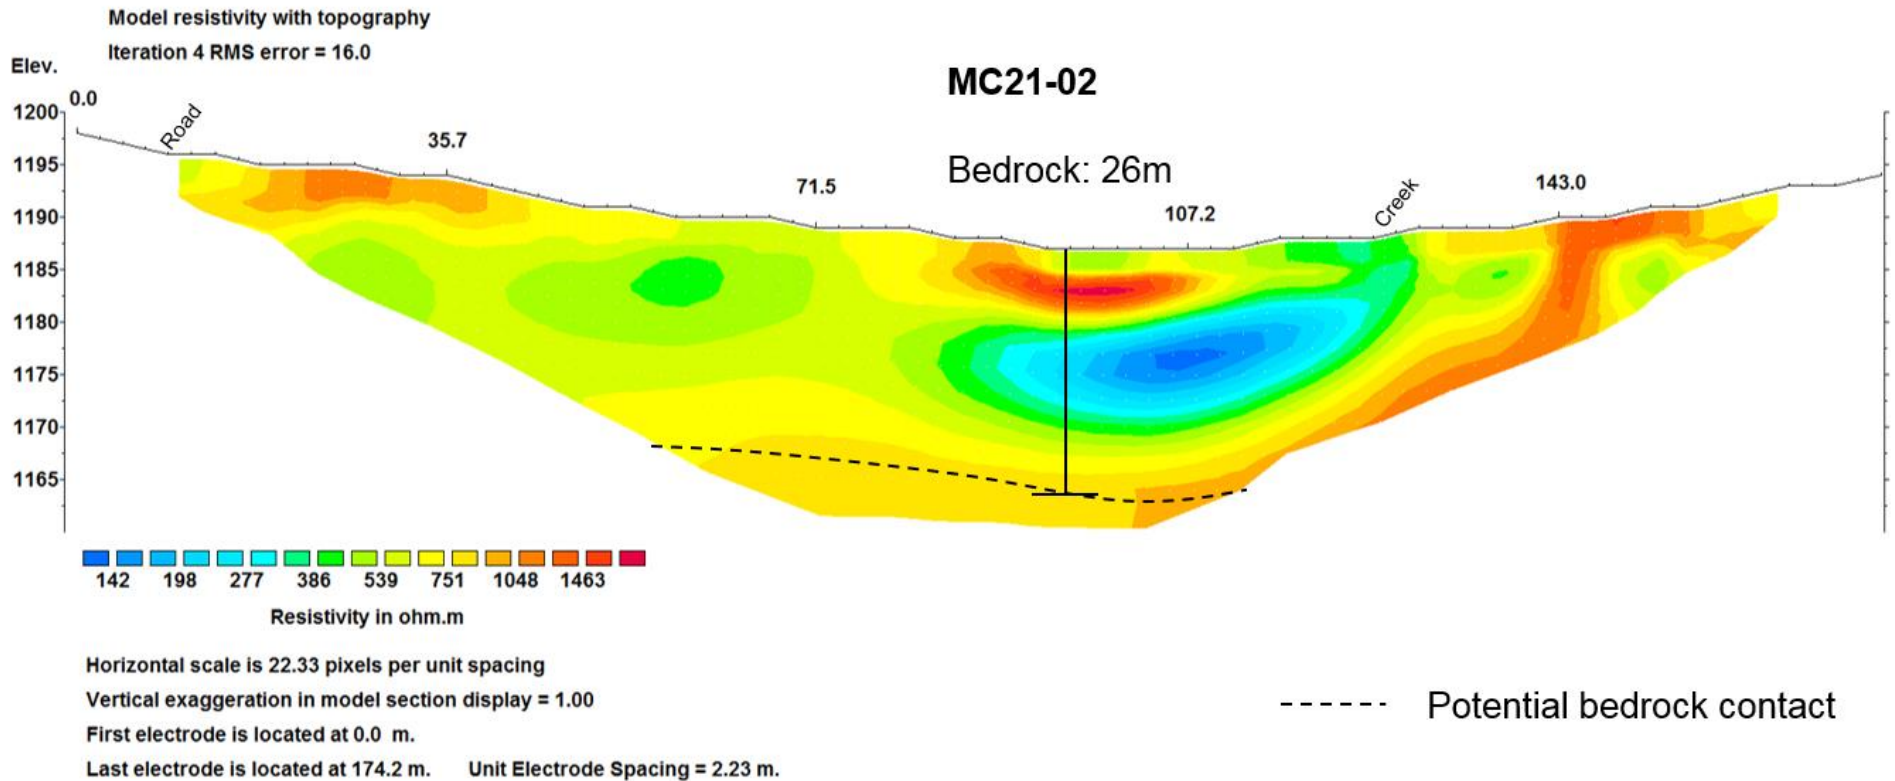 Model resistivity with topography
Iteration 4 RMS error = 16.0
Elev.
MC21-02
0.0
1200
Road
35.7
Bedrock: 26m
71.5
107.2
Creek
143.0
1195
1190
1185
1180
1175
1170
1165
142 198 277 386 539 751 1048 1463
Resistivity in ohm.m
Horizontal scale is 22.33 pixels per unit spacing
Vertical exaggeration in model section display = 1.00
First electrode is located at 0.0 m.
Last electrode is located at 174.2 m. Unit Electrode Spacing = 2.23 m.
Potential bedrock contact